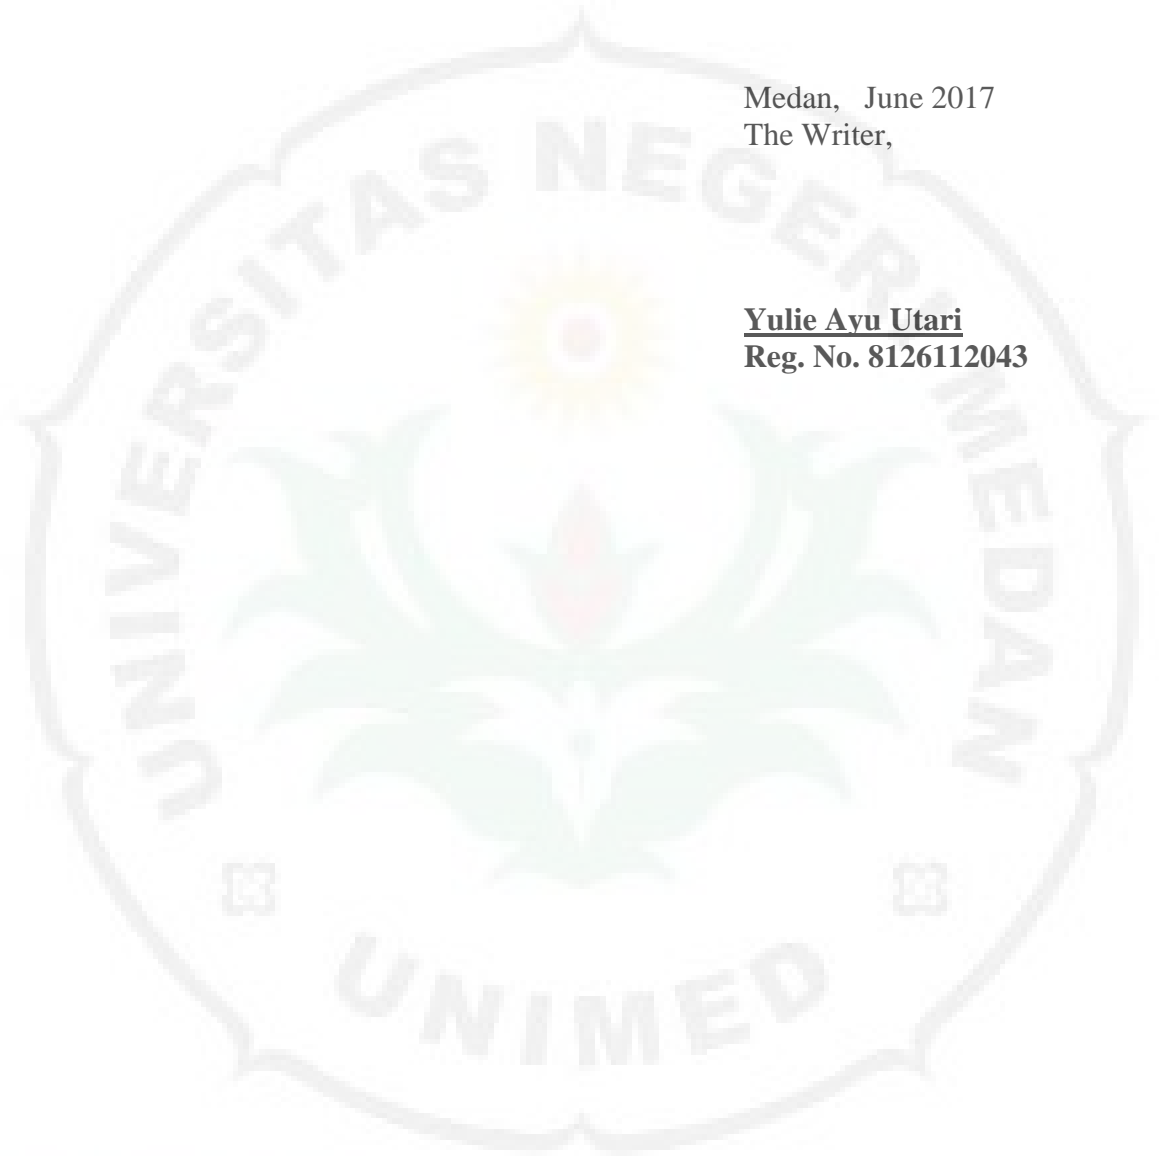 Medan, June 2017
The Writer,
Yulie Ayu Utari
Reg. No. 8126112043
UNIVERSITAS NEGERI MEDAN
UNIMED